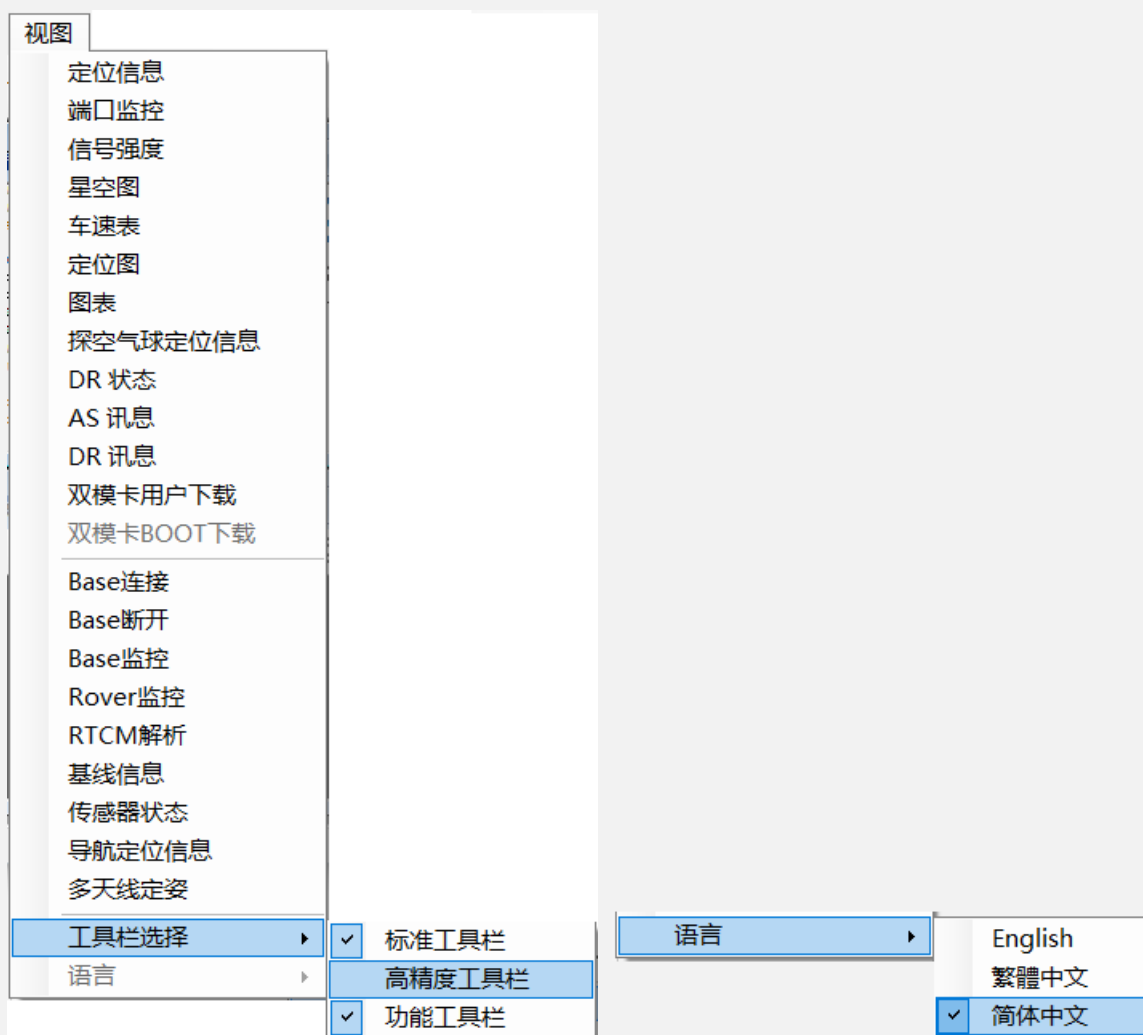 视图
定位信息
端口监控
信号强度
星空图
车速表
定位图
图表
探空气球定位信息
DR 状态
AS 讯息
DR 讯息
双模卡用户下载
双模卡BOOT下载
Base连接
Base断开
Base监控
Rover监控
RTCM解析
基线信息
传感器状态
导航定位信息
多天线定姿
工具栏选择
语言
标准工具栏
高精度工具栏
功能工具栏
语言
English
繁體中文
简体中文